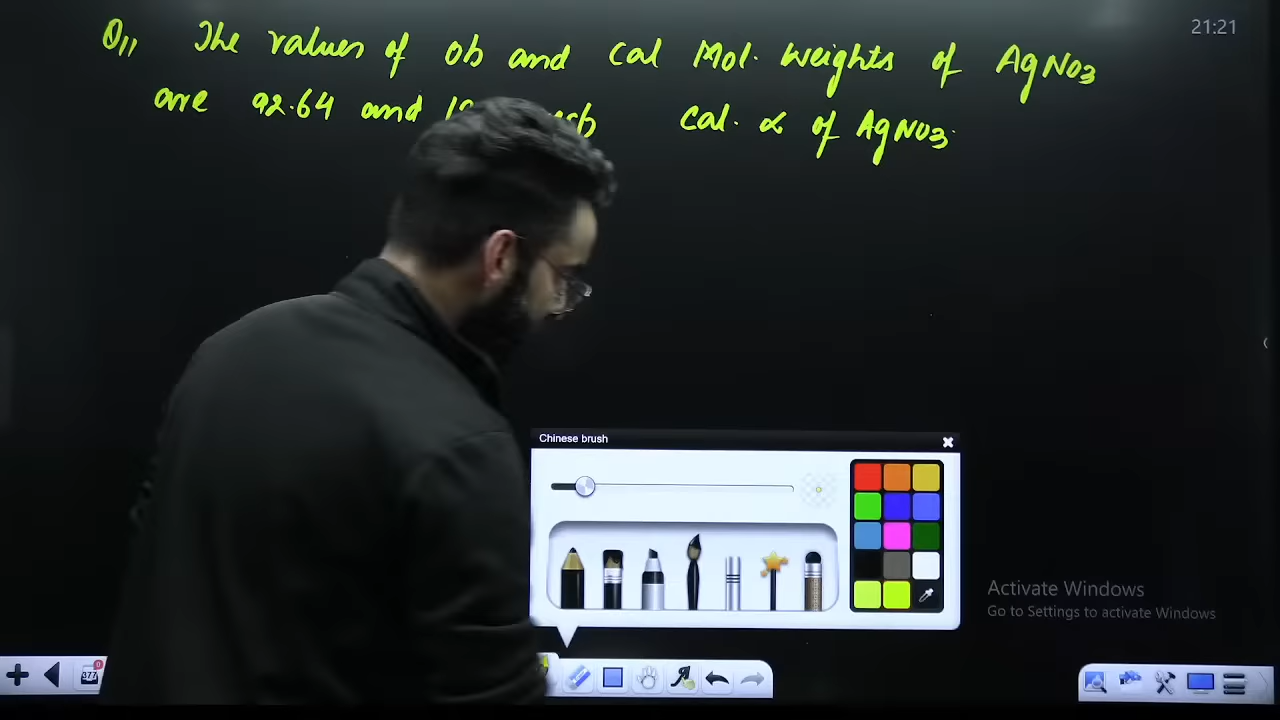 21:21
Q11 The values of ob and cal Mol. weights of AgNO3
are 92.64 and Cal. α of AgNO3.
Chinese brush
Activate Windows
Go to Settings to activate Windows